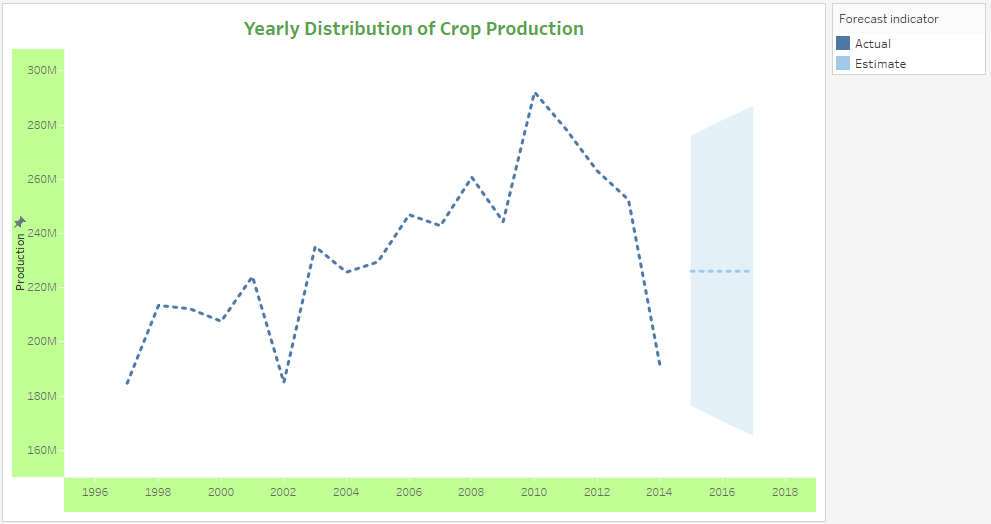 Yearly Distribution of Crop Production
Forecast indicator
Actual
Estimate
300M
280M
260M
240M
220M
200M
180M
160M
Production
1996 1998 2000 2002 2004 2006 2008 2010 2012 2014 2016 2018